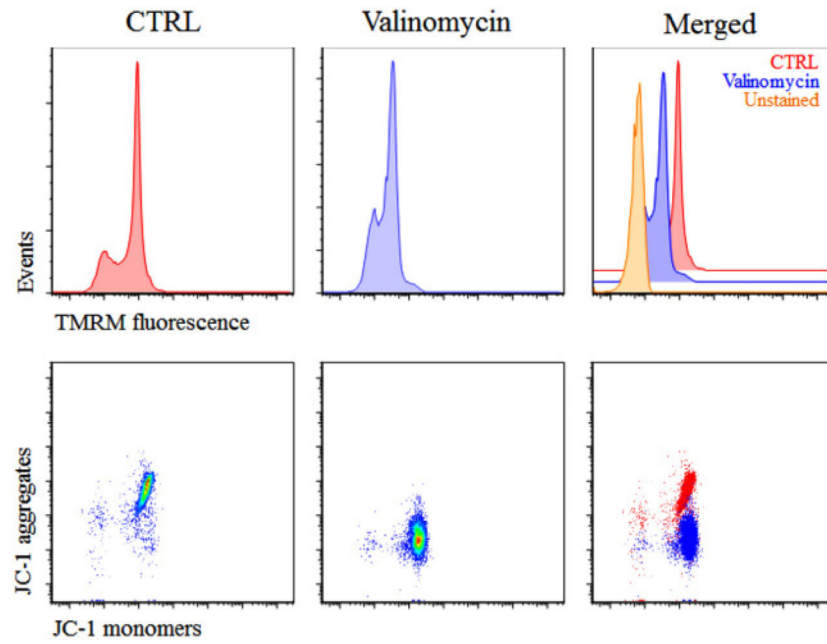 CTRL
Valinomycin
Merged
CTRL
Valinomycin
Unstained
Events
TMRM fluorescence
JC-1 aggregates
JC-1 monomers